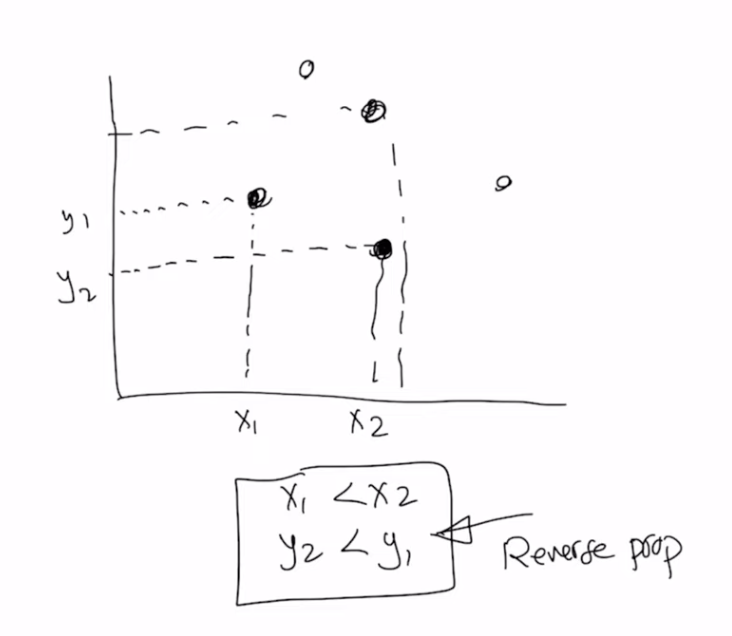 y1
y2
x1 x2
x1 < x2
y2 < y1
Reverse prop